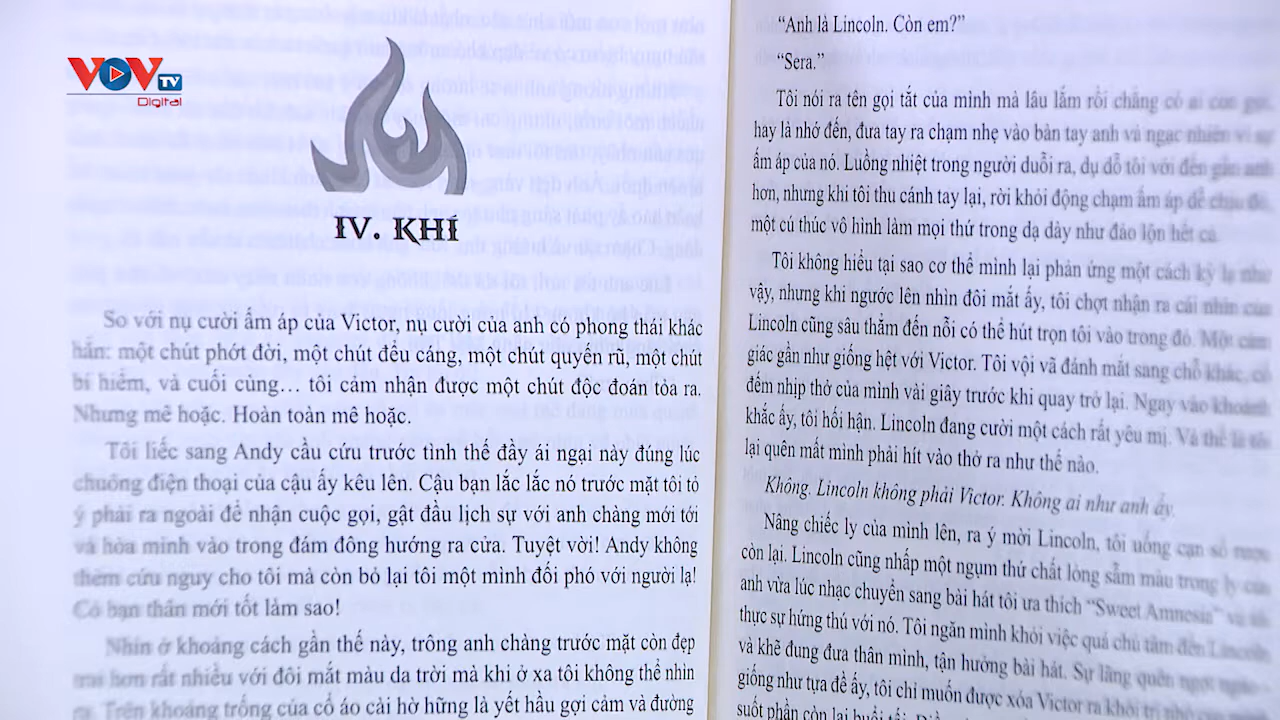 VOV TV
Digital
IV. KHI
So với nụ cười ấm áp của Victor, nụ cười của anh có phong thái khác
hẳn: một chút phớt đời, một chút đểu cáng, một chút quyến rũ, một chút
bí hiểm, và cuối cùng… tôi cảm nhận được một chút độc đoán tỏa ra.
Nhưng mê hoặc. Hoàn toàn mê hoặc.
Tôi liếc sang Andy cầu cứu trước tình thế đầy ái ngại này đúng lúc
chuông điện thoại của cậu ấy kêu lên. Cậu bạn lắc lắc nó trước mặt tôi tỏ
ý phải ra ngoài để nhận cuộc gọi, gật đầu lịch sự với anh chàng mới tới
và hòa mình vào trong đám đông hướng ra cửa. Tuyệt vời! Andy không
thèm cứu nguy cho tôi mà còn bỏ lại tôi một mình đối phó với người lạ!
Có bạn thân mới tốt làm sao!
Nhìn ở khoảng cách gần thế này, trông anh chàng trước mặt còn đẹp
trai hơn rất nhiều với đôi mắt màu da trời mà khi ở xa tôi không thể nhìn
ra. Trên khoảng trống của cổ áo cài hờ hững là yết hầu gợi cảm và đường
“Anh là Lincoln. Còn em?”
“Sera.”
Tôi nói ra tên gọi tắt của mình mà lâu lắm rồi chẳng có ai còn gọi,
hay là nhớ đến, đưa tay ra chạm nhẹ vào bàn tay anh và ngạc nhiên vì sự
ấm áp của nó. Luồng nhiệt trong người duỗi ra, dụ dỗ tôi với đến gần anh
hơn, nhưng khi tôi thu cánh tay lại, rời khỏi động chạm ấm áp dễ chịu đó,
một cú thúc vô hình làm mọi thứ trong dạ dày như đảo lộn hết cả.
Tôi không hiểu tại sao cơ thể mình lại phản ứng một cách kỳ lạ như
vậy, nhưng khi ngước lên nhìn đôi mắt ấy, tôi chợt nhận ra cái nhìn của
Lincoln cũng sâu thẳm đến nỗi có thể hút trọn tôi vào trong đó. Một cảm
giác gần như giống hệt với Victor. Tôi vội vã đánh mắt sang chỗ khác, cố
đếm nhịp thở của mình vài giây trước khi quay trở lại. Ngay vào khoảnh
khắc ấy, tôi hối hận. Lincoln đang cười một cách rất yêu mị. Và thế là tôi
lại quên mất mình phải hít vào thở ra như thế nào.
Không. Lincoln không phải Victor. Không ai như anh ấy.
Nâng chiếc ly của mình lên, ra ý mời Lincoln, tôi uống cạn số rượu
còn lại. Lincoln cũng nhấp một ngụm thứ chất lỏng sẫm màu trong ly của
anh vừa lúc nhạc chuyển sang bài hát tôi ưa thích “Sweet Amnesia” và tôi
thực sự hứng thú với nó. Tôi ngăn mình khỏi việc quá chú tâm đến Lincoln
và khẽ đung đưa thân mình, tận hưởng bài hát. Sự lãng quên ngọt ngào -
giống như tựa đề ấy, tôi chỉ muốn được xóa Victor ra khỏi trí nhớ
suốt phần còn lại buổi tối.